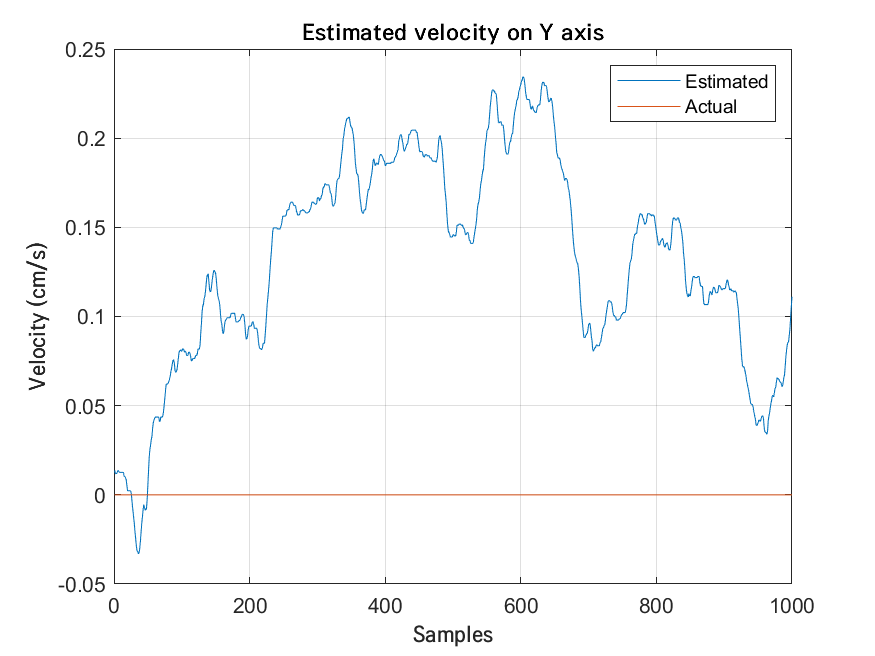 Estimated velocity on Y axis
0.25
0.2
0.15
0.1
0.05
0
-0.05
Velocity (cm/s)
Estimated
Actual
0 200 400 600 800 1000
Samples